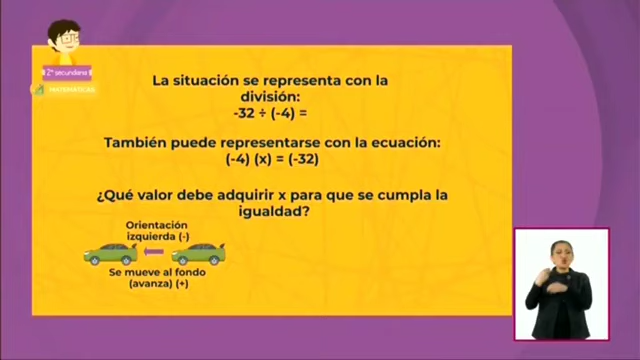 2° secundaria
MATEMÁTICAS
La situación se representa con la
división:
-32 ÷ (-4) =
También puede representarse con la ecuación:
(-4) (x) = (-32)
¿Qué valor debe adquirir x para que se cumpla la
igualdad?
Orientación
izquierda (-)
Se mueve al fondo
(avanza) (+)